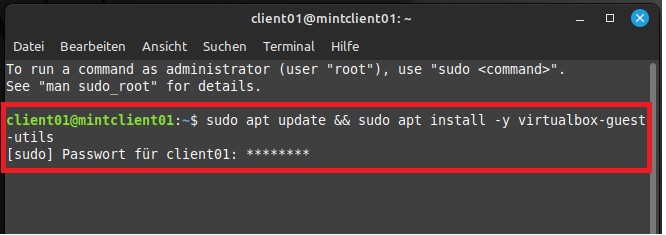 client01@mintclient01: ~
Datei Bearbeiten Ansicht Suchen Terminal Hilfe
To run a command as administrator (user "root"), use "sudo <command>".
See "man sudo_root" for details.
client01@mintclient01:~$ sudo apt update && sudo apt install -y virtualbox-guest
-utils
[sudo] Passwort für client01: ********